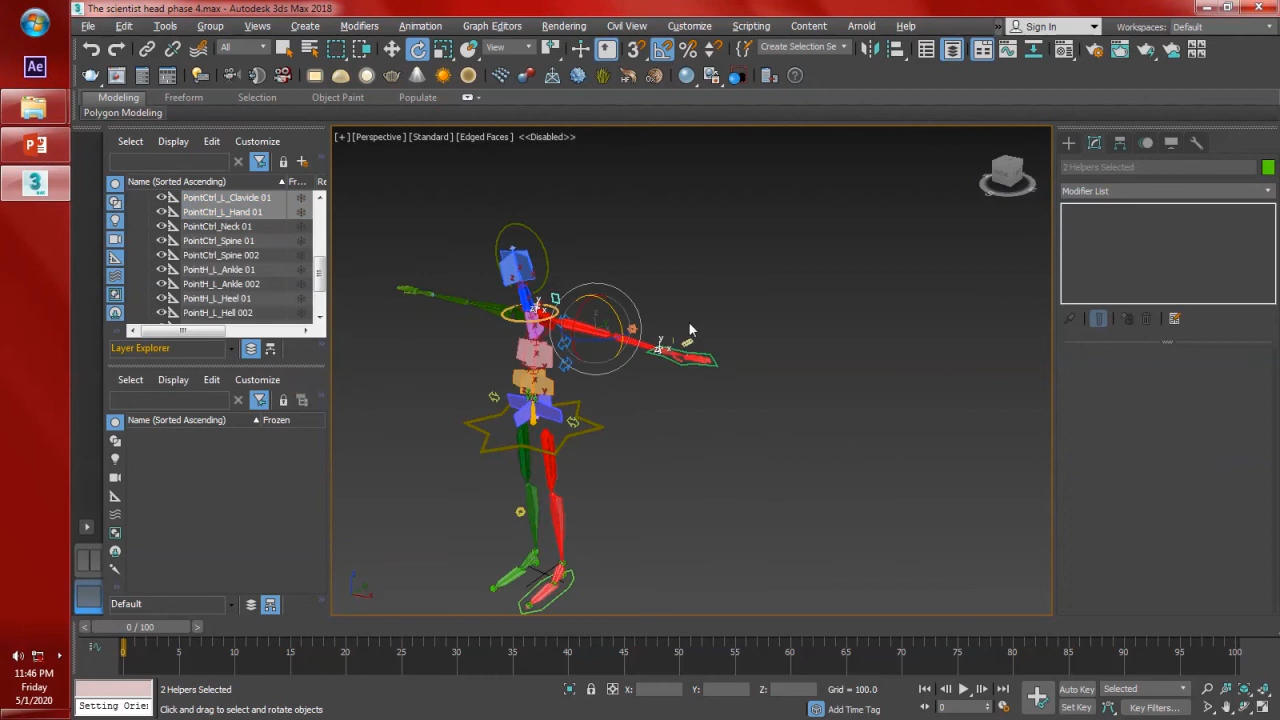 The scientist head phase 4.max - Autodesk 3ds Max 2018
File Edit Tools Group Views Create Modifiers Animation Graph Editors Rendering Civil View Customize Scripting Content Arnold Help » Sign In Workspaces: Default
Ae All View Create Selection Se
Modeling Freeform Selection Object Paint Populate
Polygon Modeling
Select Display Edit Customize
[+] [Perspective] [Standard] [Edged Faces] <<Disabled>>
2 Helpers Selected
Name (Sorted Ascending) Fr... Re
Modifier List
PointCtrl_L_Clavide 01
PointCtrl_L_Hand 01
PointCtrl_Neck 01
PointCtrl_Spine 01
PointCtrl_Spine 002
PointH_L_Ankle 01
PointH_L_Ankle 002
PointH_L_Heel 01
PointH_L_Hell 002
Layer Explorer
Select Display Edit Customize
Name (Sorted Ascending) Frozen
Default
< 0 / 100 >
0 5 10 15 20 25 30 35 40 45 50 55 60 65 70 75 80 85 90 95 100
11:46 PM
Friday
5/1/2020
2 Helpers Selected X: Y: Z: Grid = 100.0 Auto Key Selected
Setting Orie: Click and drag to select and rotate objects Add Time Tag 0 Set Key Key Filters...